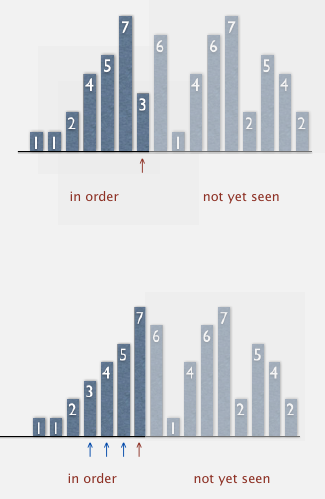 1 1 2 4 5 7 3 6 1 4 6 7 2 5 4 2
in order not yet seen
1 1 2 3 4 5 7 6 1 4 6 7 2 5 4 2
in order not yet seen